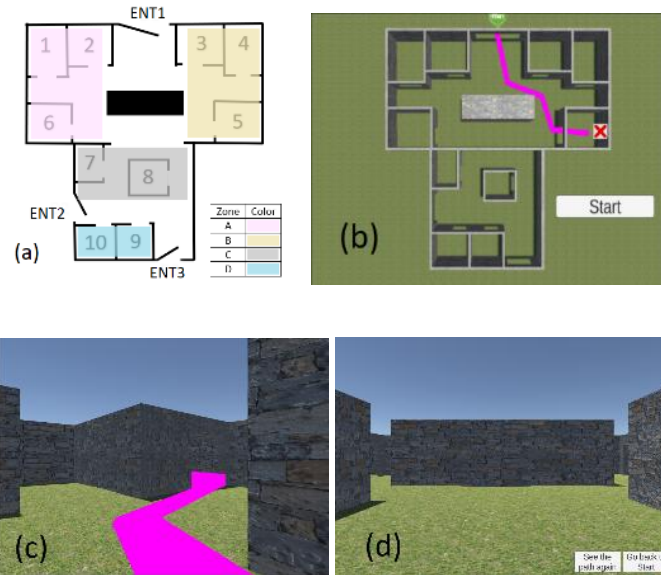 ENT1
1 2 3 4
6 5
7 8
ENT2
10 9
ENT3
(a)
Zone Color
A
B
C
D
Start
(b)
(c)
(d)
See the
path again
Go back
Start